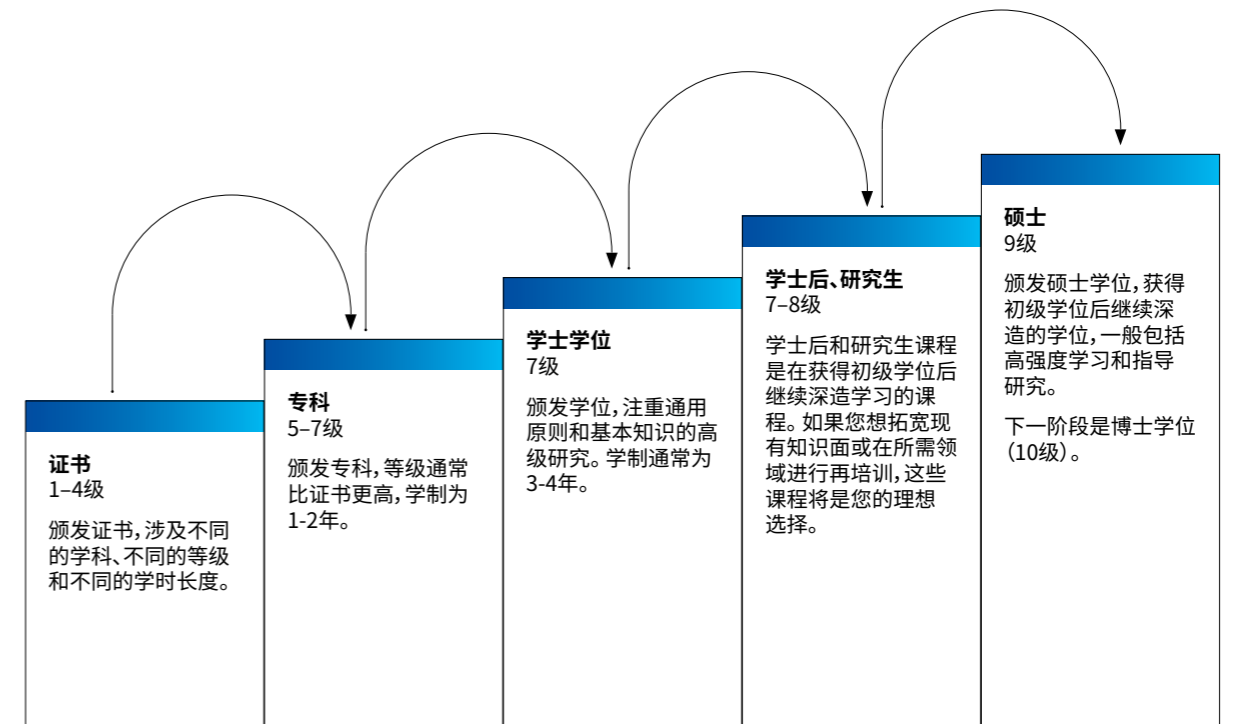 证书
1–4级
颁发证书，涉及不同
的学科、不同的等级
和不同的学时长度。
专科
5–7级
颁发专科，等级通常
比证书更高，学制为
1-2年。
学士学位
7级
颁发学位，注重通用
原则和基本知识的高
级研究。学制通常为
3-4年。
学士后、研究生
7–8级
学士后和研究生课程
是在获得初级学位后
继续深造学习的课
程。如果您想拓宽现
有知识面或在所需领
域进行再培训，这些
课程将是您的理想
选择。
硕士
9级
颁发硕士学位，获得
初级学位后继续深
造的学位，一般包括
高强度学习和指导
研究。
下一阶段是博士学位
（10级）。